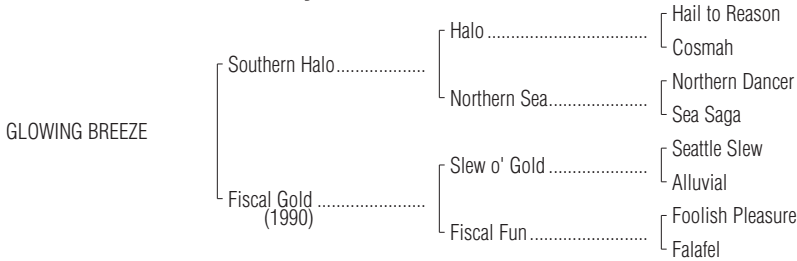 Hail to Reason
Halo ..................................
Cosmah
Southern Halo...................
Northern Dancer
Northern Sea.....................
Sea Saga
GLOWING BREEZE
Seattle Slew
Slew o' Gold .....................
Alluvial
Fiscal Gold .......................
(1990)
Foolish Pleasure
Fiscal Fun.........................
Falafel